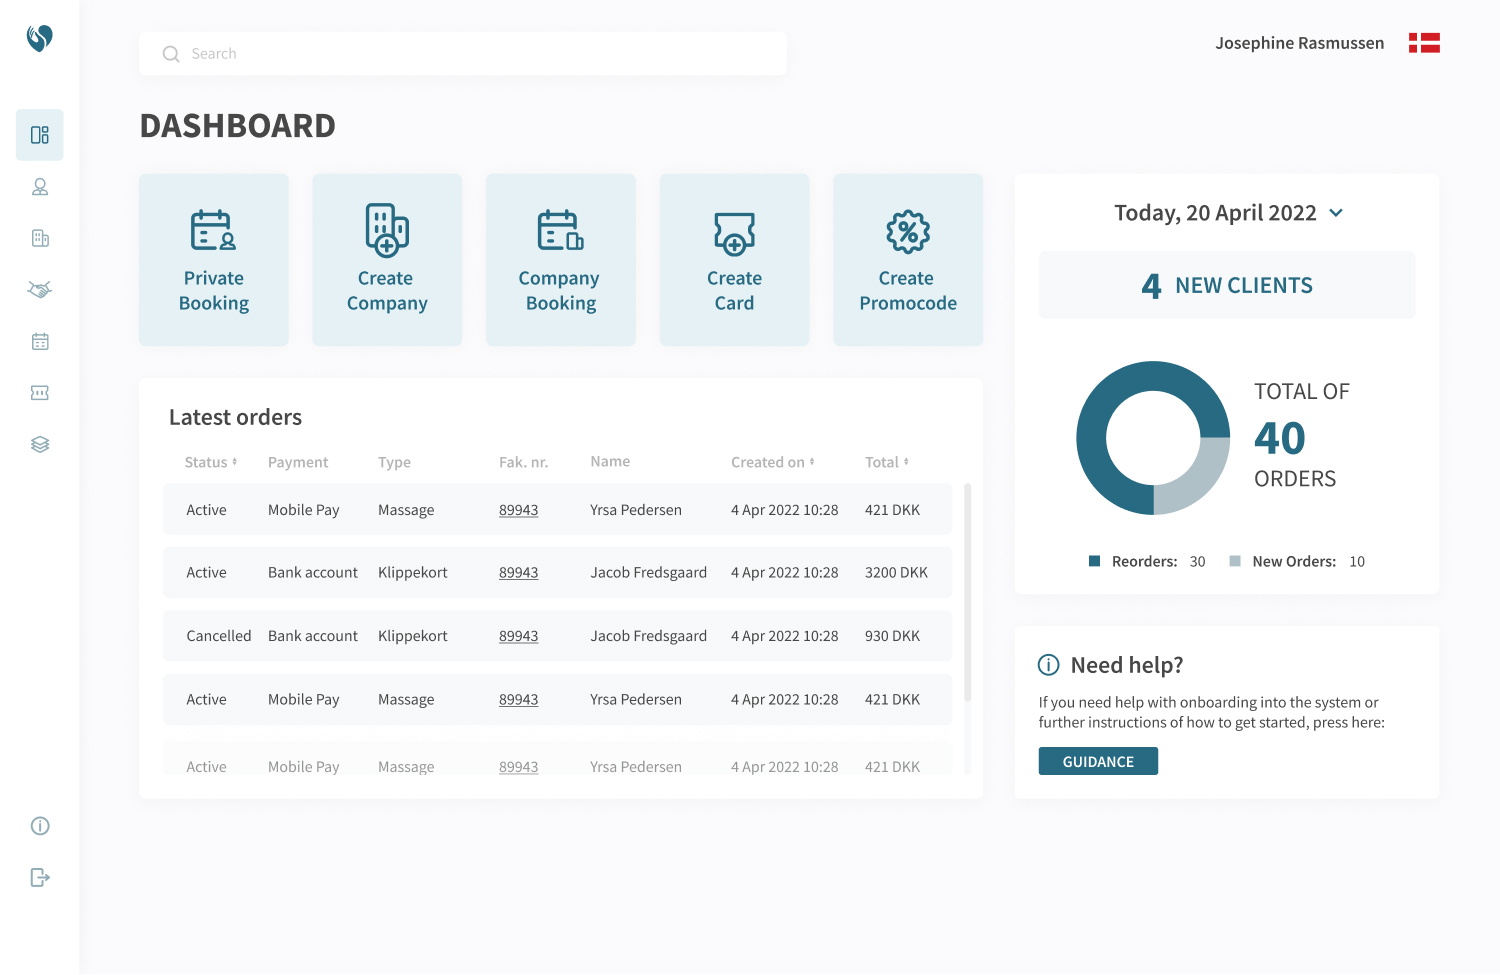 Search
Josephine Rasmussen
DASHBOARD
Private
Booking
Create
Company
Company
Booking
Create
Card
Create
Promocode
Today, 20 April 2022
4 NEW CLIENTS
TOTAL OF
40
ORDERS
Reorders: 30 New Orders: 10
Latest orders
Status Payment Type Fak. nr. Name Created on Total
Active Mobile Pay Massage 89943 Yrsa Pedersen 4 Apr 2022 10:28 421 DKK
Active Bank account Klippekort 89943 Jacob Fredsgaard 4 Apr 2022 10:28 3200 DKK
Cancelled Bank account Klippekort 89943 Jacob Fredsgaard 4 Apr 2022 10:28 930 DKK
Active Mobile Pay Massage 89943 Yrsa Pedersen 4 Apr 2022 10:28 421 DKK
Active Mobile Pay Massage 89943 Yrsa Pedersen 4 Apr 2022 10:28 421 DKK
Need help?
If you need help with onboarding into the system or
further instructions of how to get started, press here:
GUIDANCE